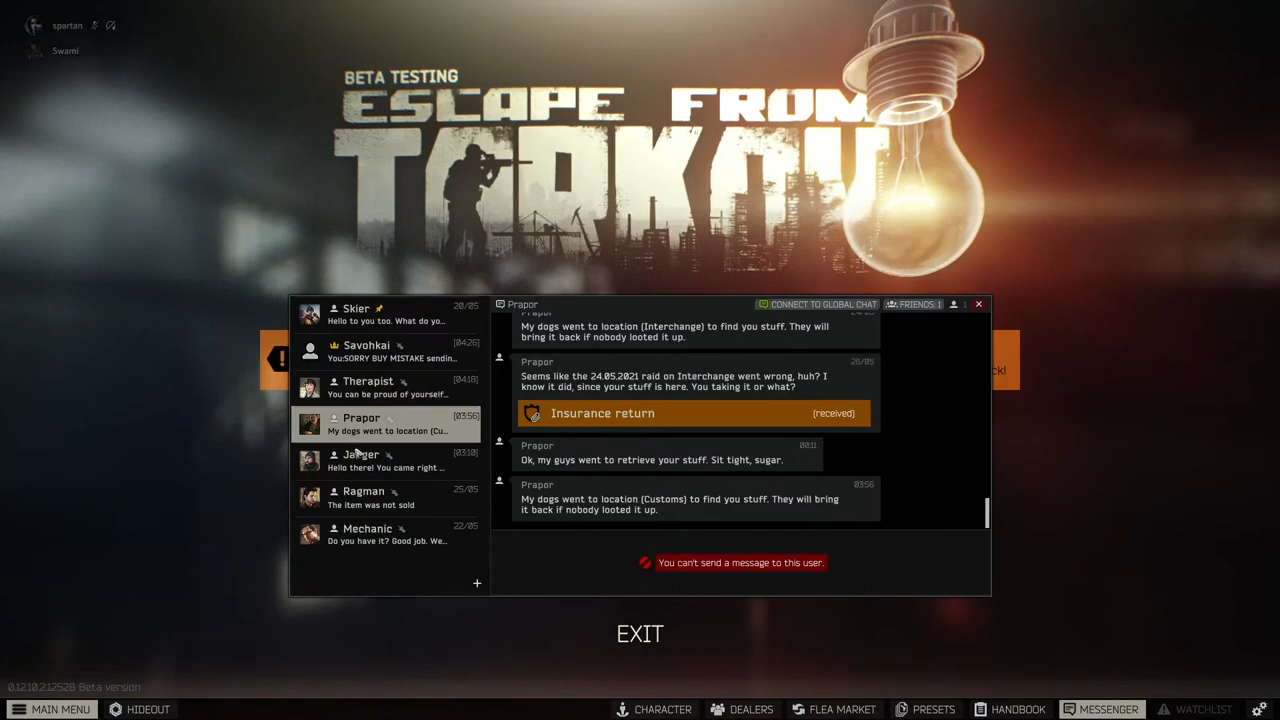 spartan
Swami
BETA TESTING
ESCAPE FROM
TARKOV
Skier
20/05
Hello to you too. What do yo...
Savohkai
[04:26]
You:SORRY BUY MISTAKE sendin...
Therapist
[04:18]
You can be proud of yourself...
Prapor
[03:56]
My dogs went to location (Cu...
Jaeger
[03:10]
Hello there! You came right ...
Ragman
25/05
The item was not sold
Mechanic
22/05
Do you have it? Good job. We...
+
Prapor
CONNECT TO GLOBAL CHAT
FRIENDS: 1
1
My dogs went to location (Interchange) to find you stuff. They will
bring it back if nobody looted it up.
Prapor
25/05
Seems like the 24.05.2021 raid on Interchange went wrong, huh? I
know it did, since your stuff is here. You taking it or what?
Insurance return
(received)
Prapor
00:11
Ok, my guys went to retrieve your stuff. Sit tight, sugar.
Prapor
03:56
My dogs went to location (Customs) to find you stuff. They will bring
it back if nobody looted it up.
You can't send a message to this user.
EXIT
0.12.10.2.12528 Beta version
MAIN MENU
HIDEOUT
CHARACTER
DEALERS
FLEA MARKET
PRESETS
HANDBOOK
MESSENGER
WATCHLIST